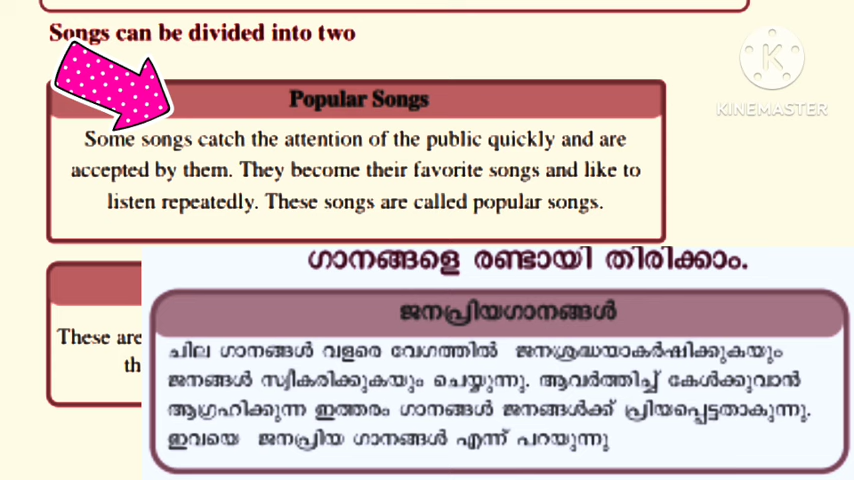 Songs can be divided into two
Popular Songs
Some songs catch the attention of the public quickly and are
accepted by them. They become their favorite songs and like to
listen repeatedly. These songs are called popular songs.
K
KINEMASTER
These are
th
ഗാനങ്ങളെ രണ്ടായി തിരിക്കാം.
ജനപ്രിയഗാനങ്ങൾ
ചില ഗാനങ്ങൾ വളരെ വേഗത്തിൽ ജനശ്രദ്ധയാകർഷിക്കുകയും
ജനങ്ങൾ സ്വീകരിക്കുകയും ചെയ്യുന്നു. ആവർത്തിച്ച് കേൾക്കുവാൻ
ആഗ്രഹിക്കുന്ന ഇത്തരം ഗാനങ്ങൾ ജനങ്ങൾക്ക് പ്രിയപ്പെട്ടതാകുന്നു.
ഇവയെ ജനപ്രിയ ഗാനങ്ങൾ എന്ന് പറയുന്നു